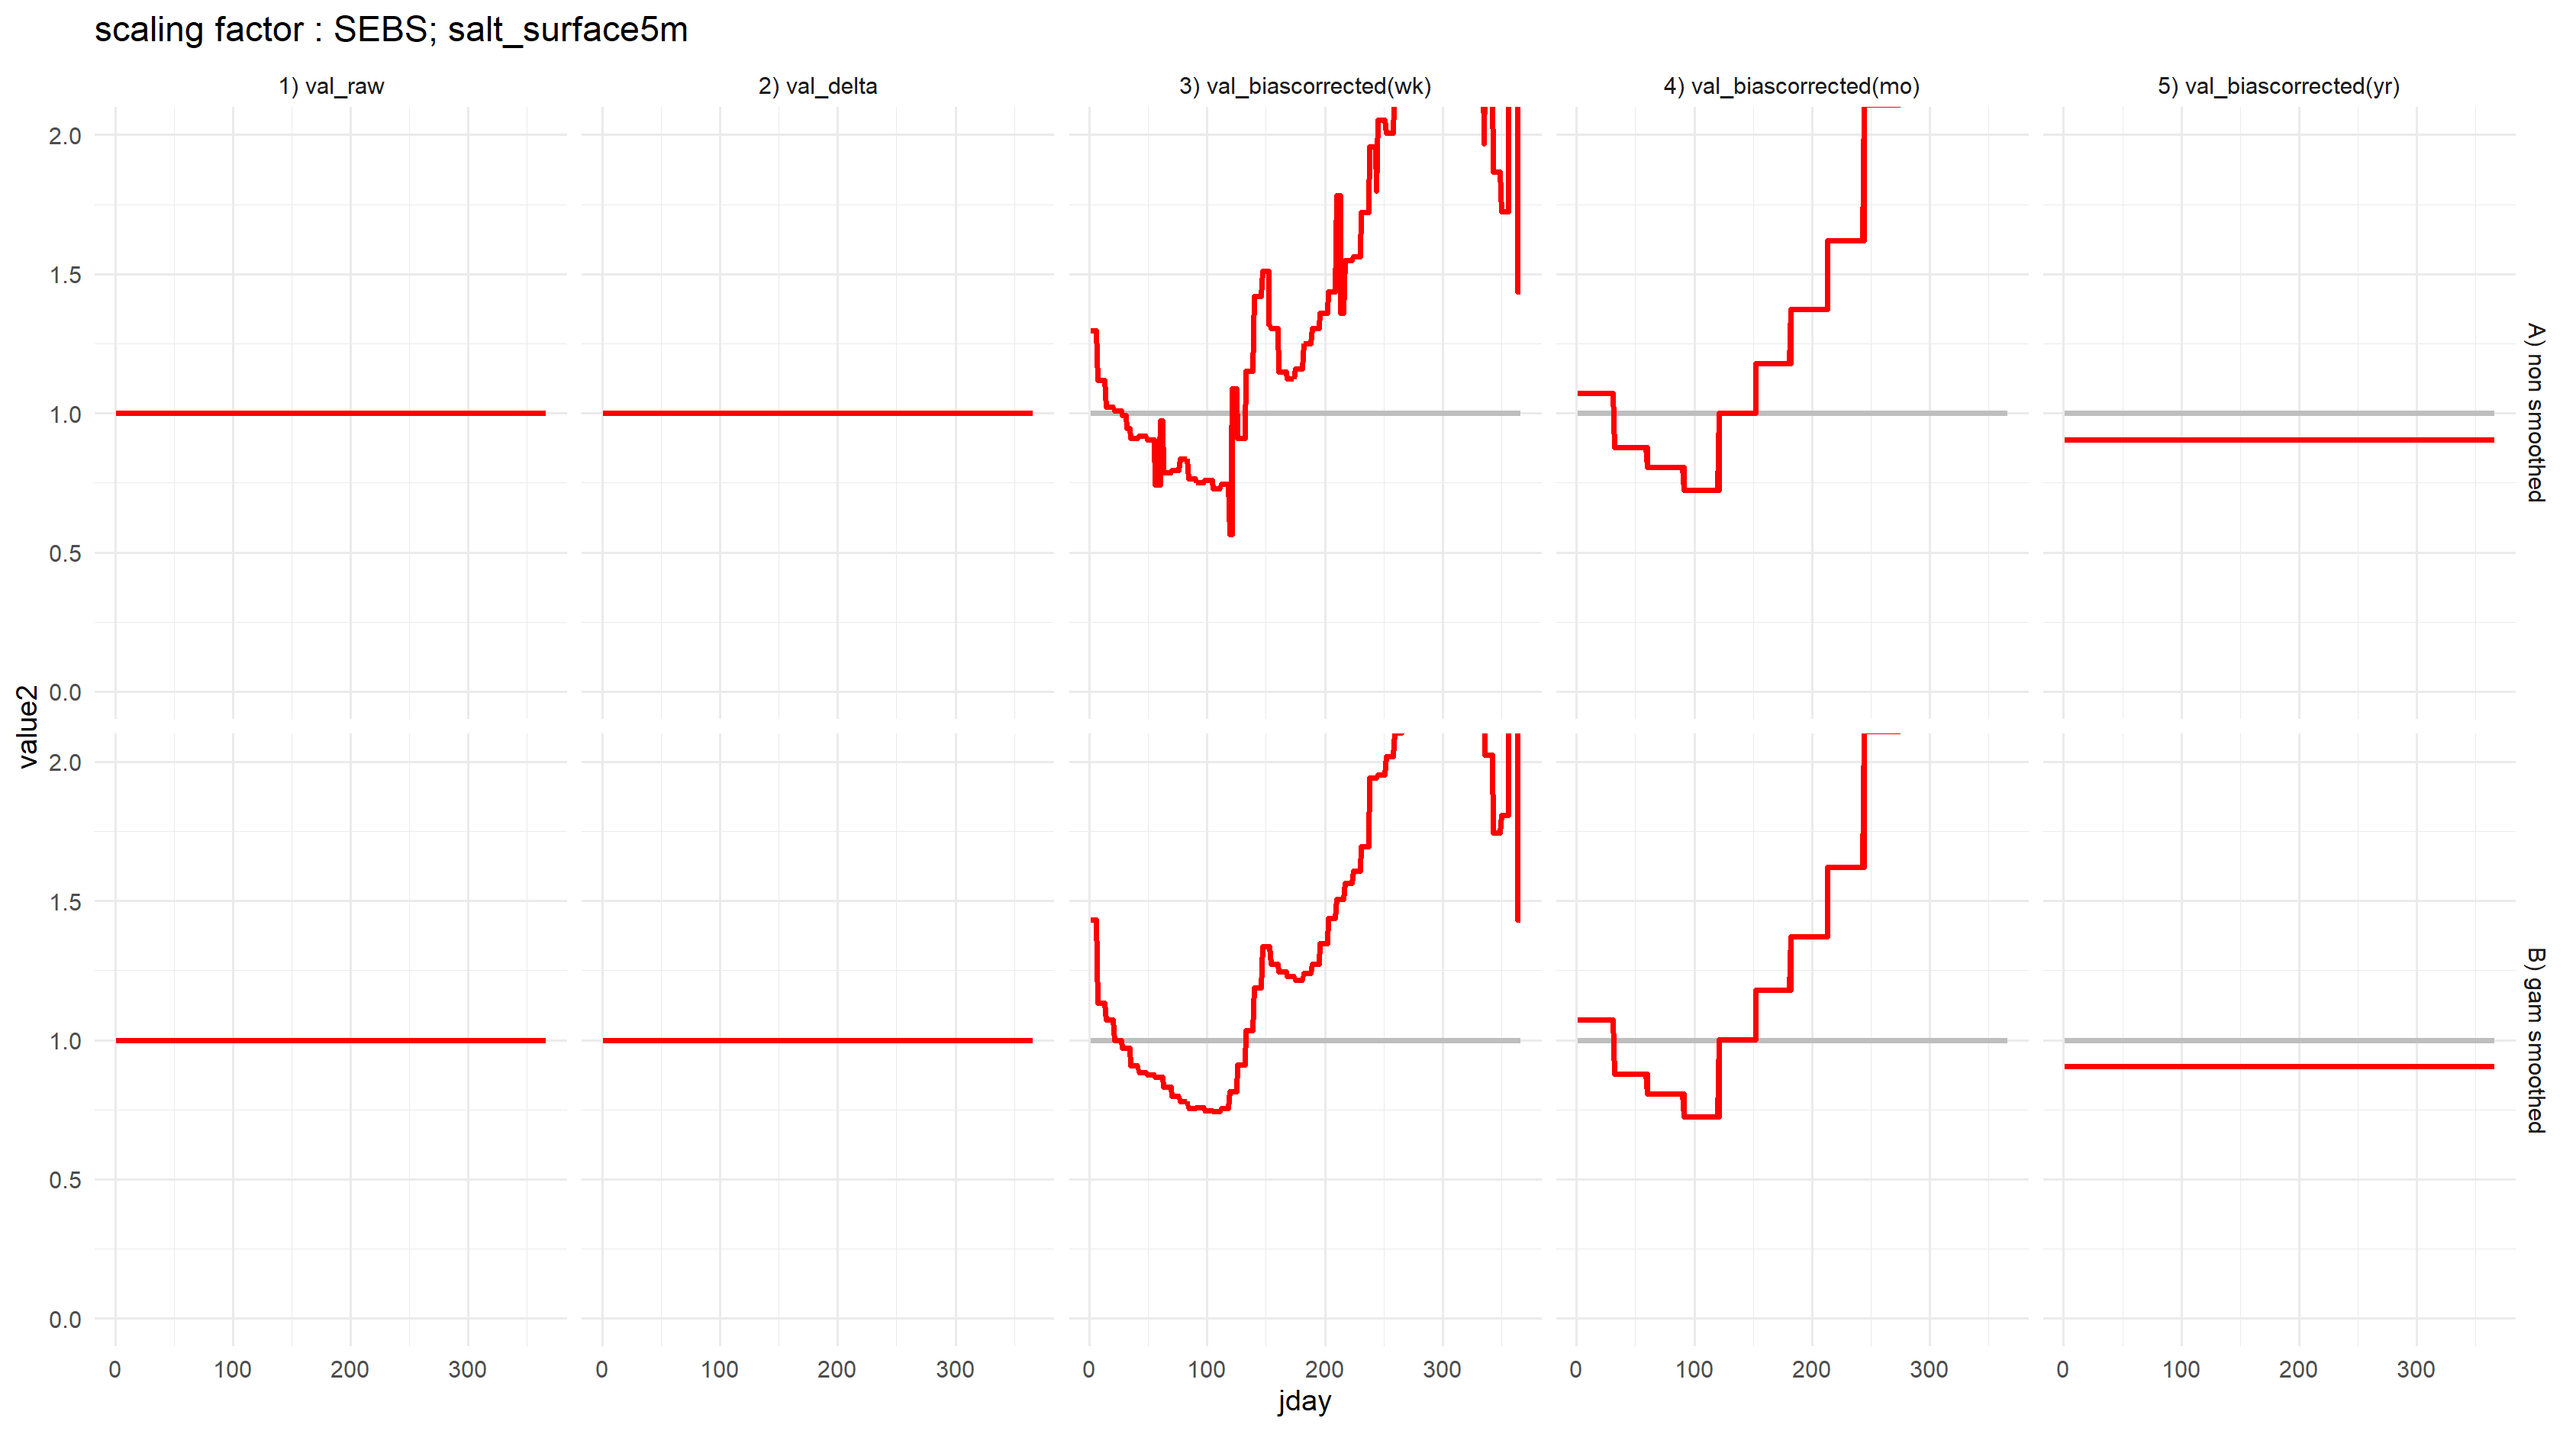 scaling factor : SEBS; salt_surface5m
1) val_raw
2) val_delta
3) val_biascorrected(wk)
4) val_biascorrected(mo)
5) val_biascorrected(yr)
2.0
1.5
1.0
0.5
0.0
A) non smoothed
value2
2.0
1.5
1.0
0.5
0.0
B) gam smoothed
0 100 200 300
0 100 200 300
0 100 200 300
0 100 200 300
0 100 200 300
jday